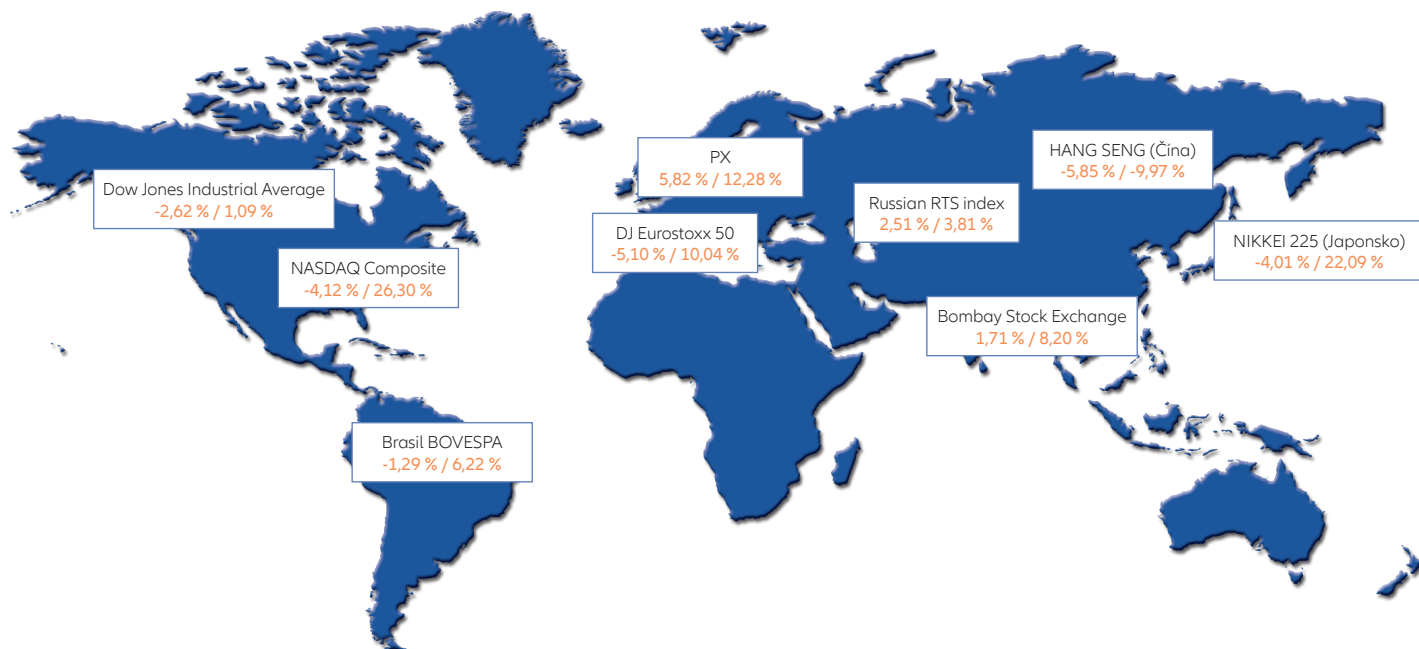 PX
5,82 % / 12,28 %
HANG SENG (Čína)
-5,85 % / -9,97 %
Dow Jones Industrial Average
-2,62 % / 1,09 %
Russian RTS index
2,51 % / 3,81 %
DJ Eurostoxx 50
-5,10 % / 10,04 %
NIKKEI 225 (Japonsko)
-4,01 % / 22,09 %
NASDAQ Composite
-4,12 % / 26,30 %
Bombay Stock Exchange
1,71 % / 8,20 %
Brasil BOVESPA
-1,29 % / 6,22 %